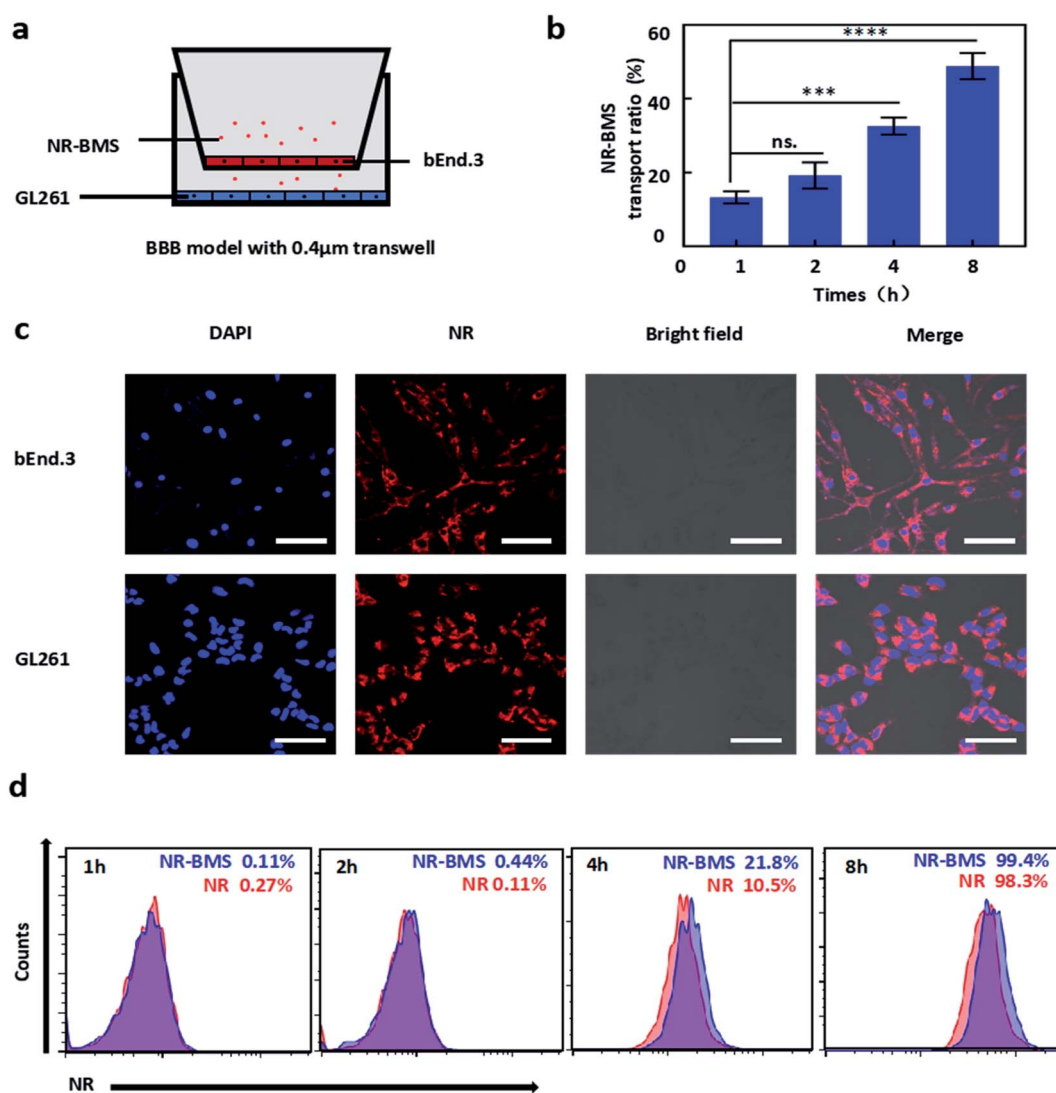 a
NR-BMS
bEnd.3
GL261
BBB model with 0.4μm transwell
b
NR-BMS
transport ratio (%)
60
40
20
0
****
***
ns.
0 1 2 4 8
Times（h）
c
DAPI NR Bright field Merge
bEnd.3
GL261
d
Counts
1h
NR-BMS 0.11%
NR 0.27%
2h
NR-BMS 0.44%
NR 0.11%
4h
NR-BMS 21.8%
NR 10.5%
8h
NR-BMS 99.4%
NR 98.3%
NR